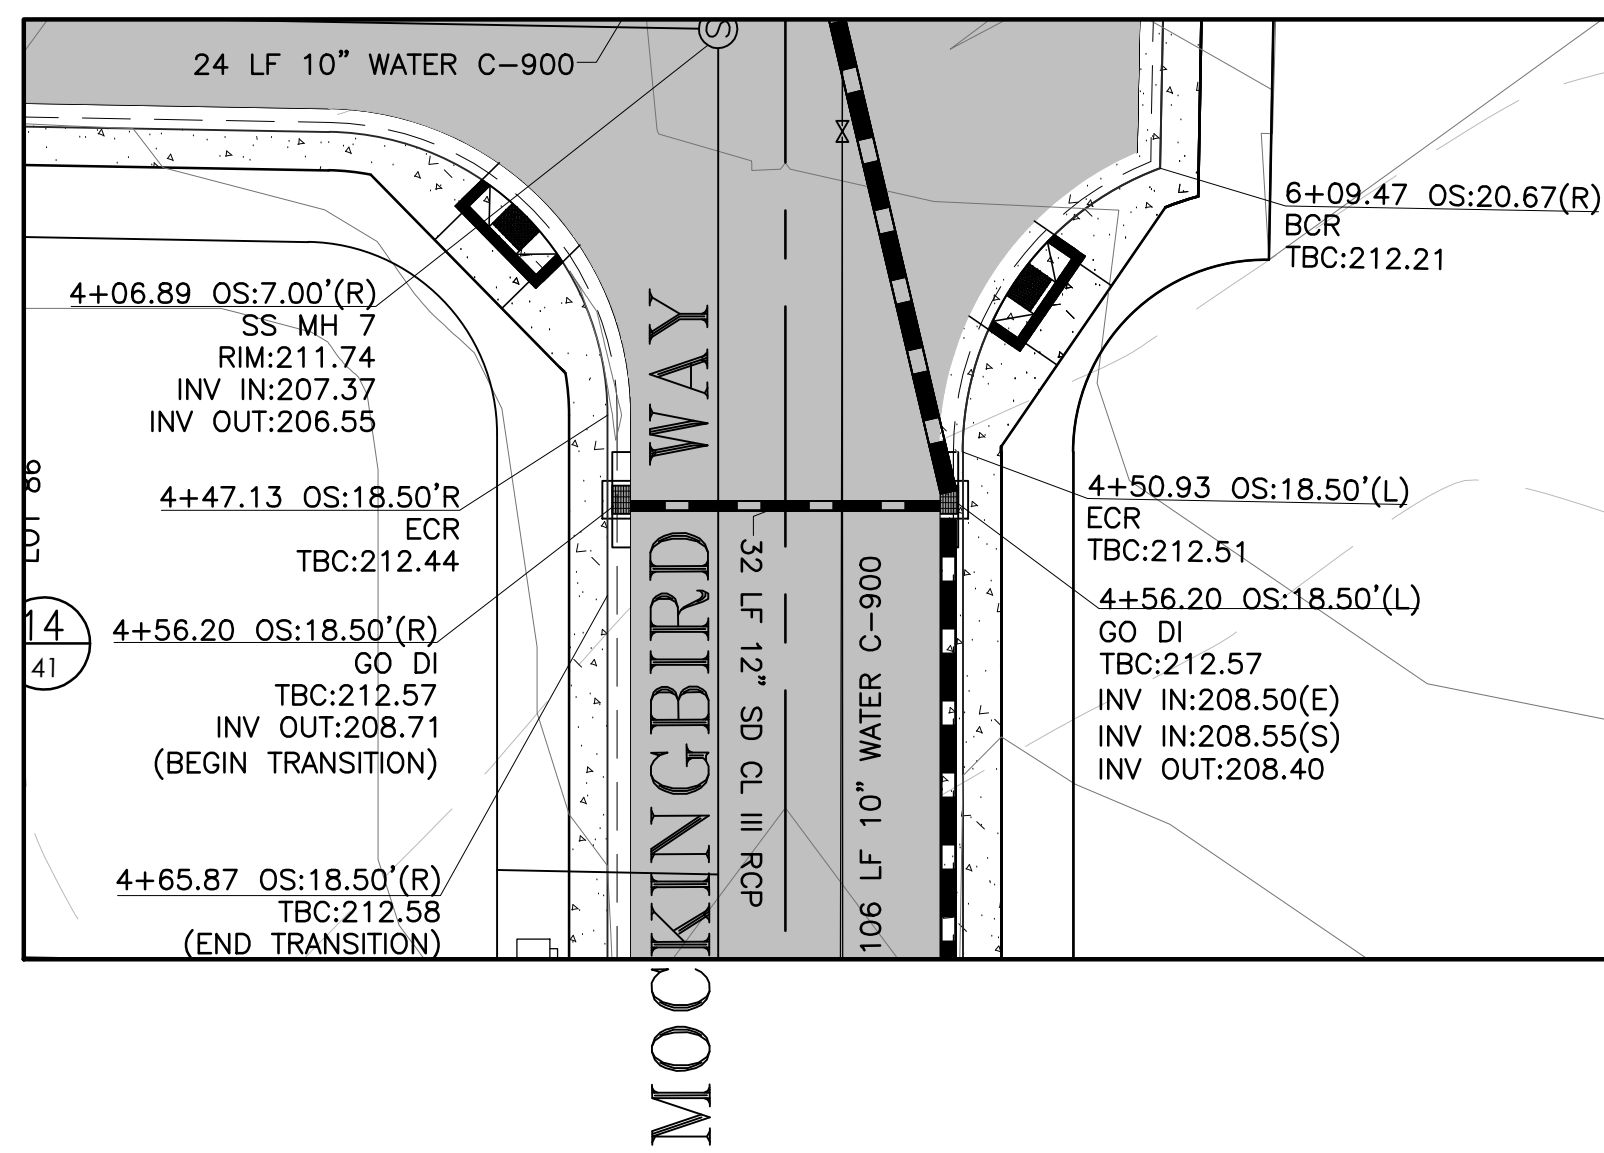 24 LF 10" WATER C-900
S
6+09.47 OS:20.67(R)
BCR
TBC:212.21
4+06.89 OS:7.00'(R)
SS MH 7
RIM:211.74
INV IN:207.37
INV OUT:206.55
LOT 86
4+47.13 OS:18.50'R
ECR
TBC:212.44
4+50.93 OS:18.50'(L)
ECR
TBC:212.51
14
41
4+56.20 OS:18.50'(R)
GO DI
TBC:212.57
INV OUT:208.71
(BEGIN TRANSITION)
4+56.20 OS:18.50'(L)
GO DI
TBC:212.57
INV IN:208.50(E)
INV IN:208.55(S)
INV OUT:208.40
4+65.87 OS:18.50'(R)
TBC:212.58
(END TRANSITION)
MOCKINGBIRD WAY
32 LF 12" SD CL III RCP
106 LF 10" WATER C-900